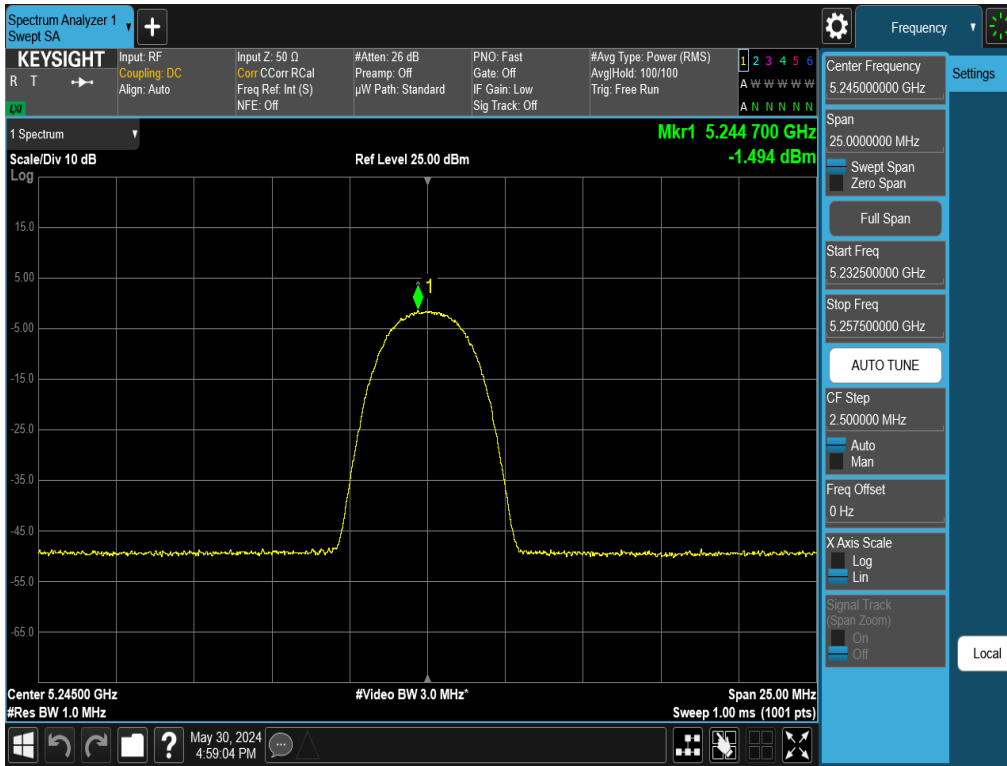 Spectrum Analyzer 1
Swept SA
Frequency
KEYSIGHT
R T
LXI
Input: RF
Coupling: DC
Align: Auto
Input Z: 50 Ω
Corr CCorr RCal
Freq Ref: Int (S)
NFE: Off
#Atten: 26 dB
Preamp: Off
µW Path: Standard
PNO: Fast
Gate: Off
IF Gain: Low
Sig Track: Off
#Avg Type: Power (RMS)
Avg|Hold: 100/100
Trig: Free Run
1 2 3 4 5 6
A W W W W W
A N N N N N
1 Spectrum
Mkr1 5.244 700 GHz
-1.494 dBm
Scale/Div 10 dB
Ref Level 25.00 dBm
Log
15.0
5.00
-5.00
-15.0
-25.0
-35.0
-45.0
-55.0
-65.0
1
Center 5.24500 GHz
#Video BW 3.0 MHz*
Span 25.00 MHz
#Res BW 1.0 MHz
Sweep 1.00 ms (1001 pts)
Center Frequency
5.245000000 GHz
Settings
Span
25.0000000 MHz
Swept Span
Zero Span
Full Span
Start Freq
5.232500000 GHz
Stop Freq
5.257500000 GHz
AUTO TUNE
CF Step
2.500000 MHz
Auto
Man
Freq Offset
0 Hz
X Axis Scale
Log
Lin
Signal Track
(Span Zoom)
On
Off
Local
?
May 30, 2024
4:59:04 PM